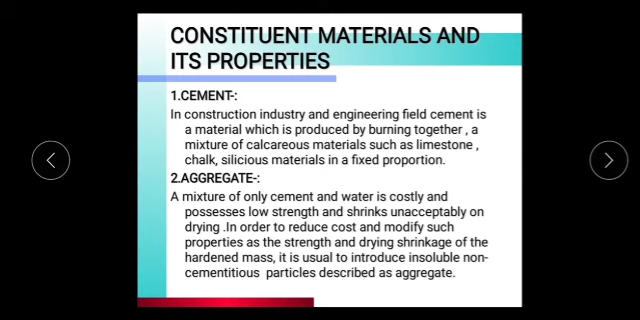 CONSTITUENT MATERIALS AND
ITS PROPERTIES
1.CEMENT-:
In construction industry and engineering field cement is
a material which is produced by burning together , a
mixture of calcareous materials such as limestone ,
chalk, silicious materials in a fixed proportion.
2.AGGREGATE-:
A mixture of only cement and water is costly and
possesses low strength and shrinks unacceptably on
drying .In order to reduce cost and modify such
properties as the strength and drying shrinkage of the
hardened mass, it is usual to introduce insoluble non-
cementitious particles described as aggregate.